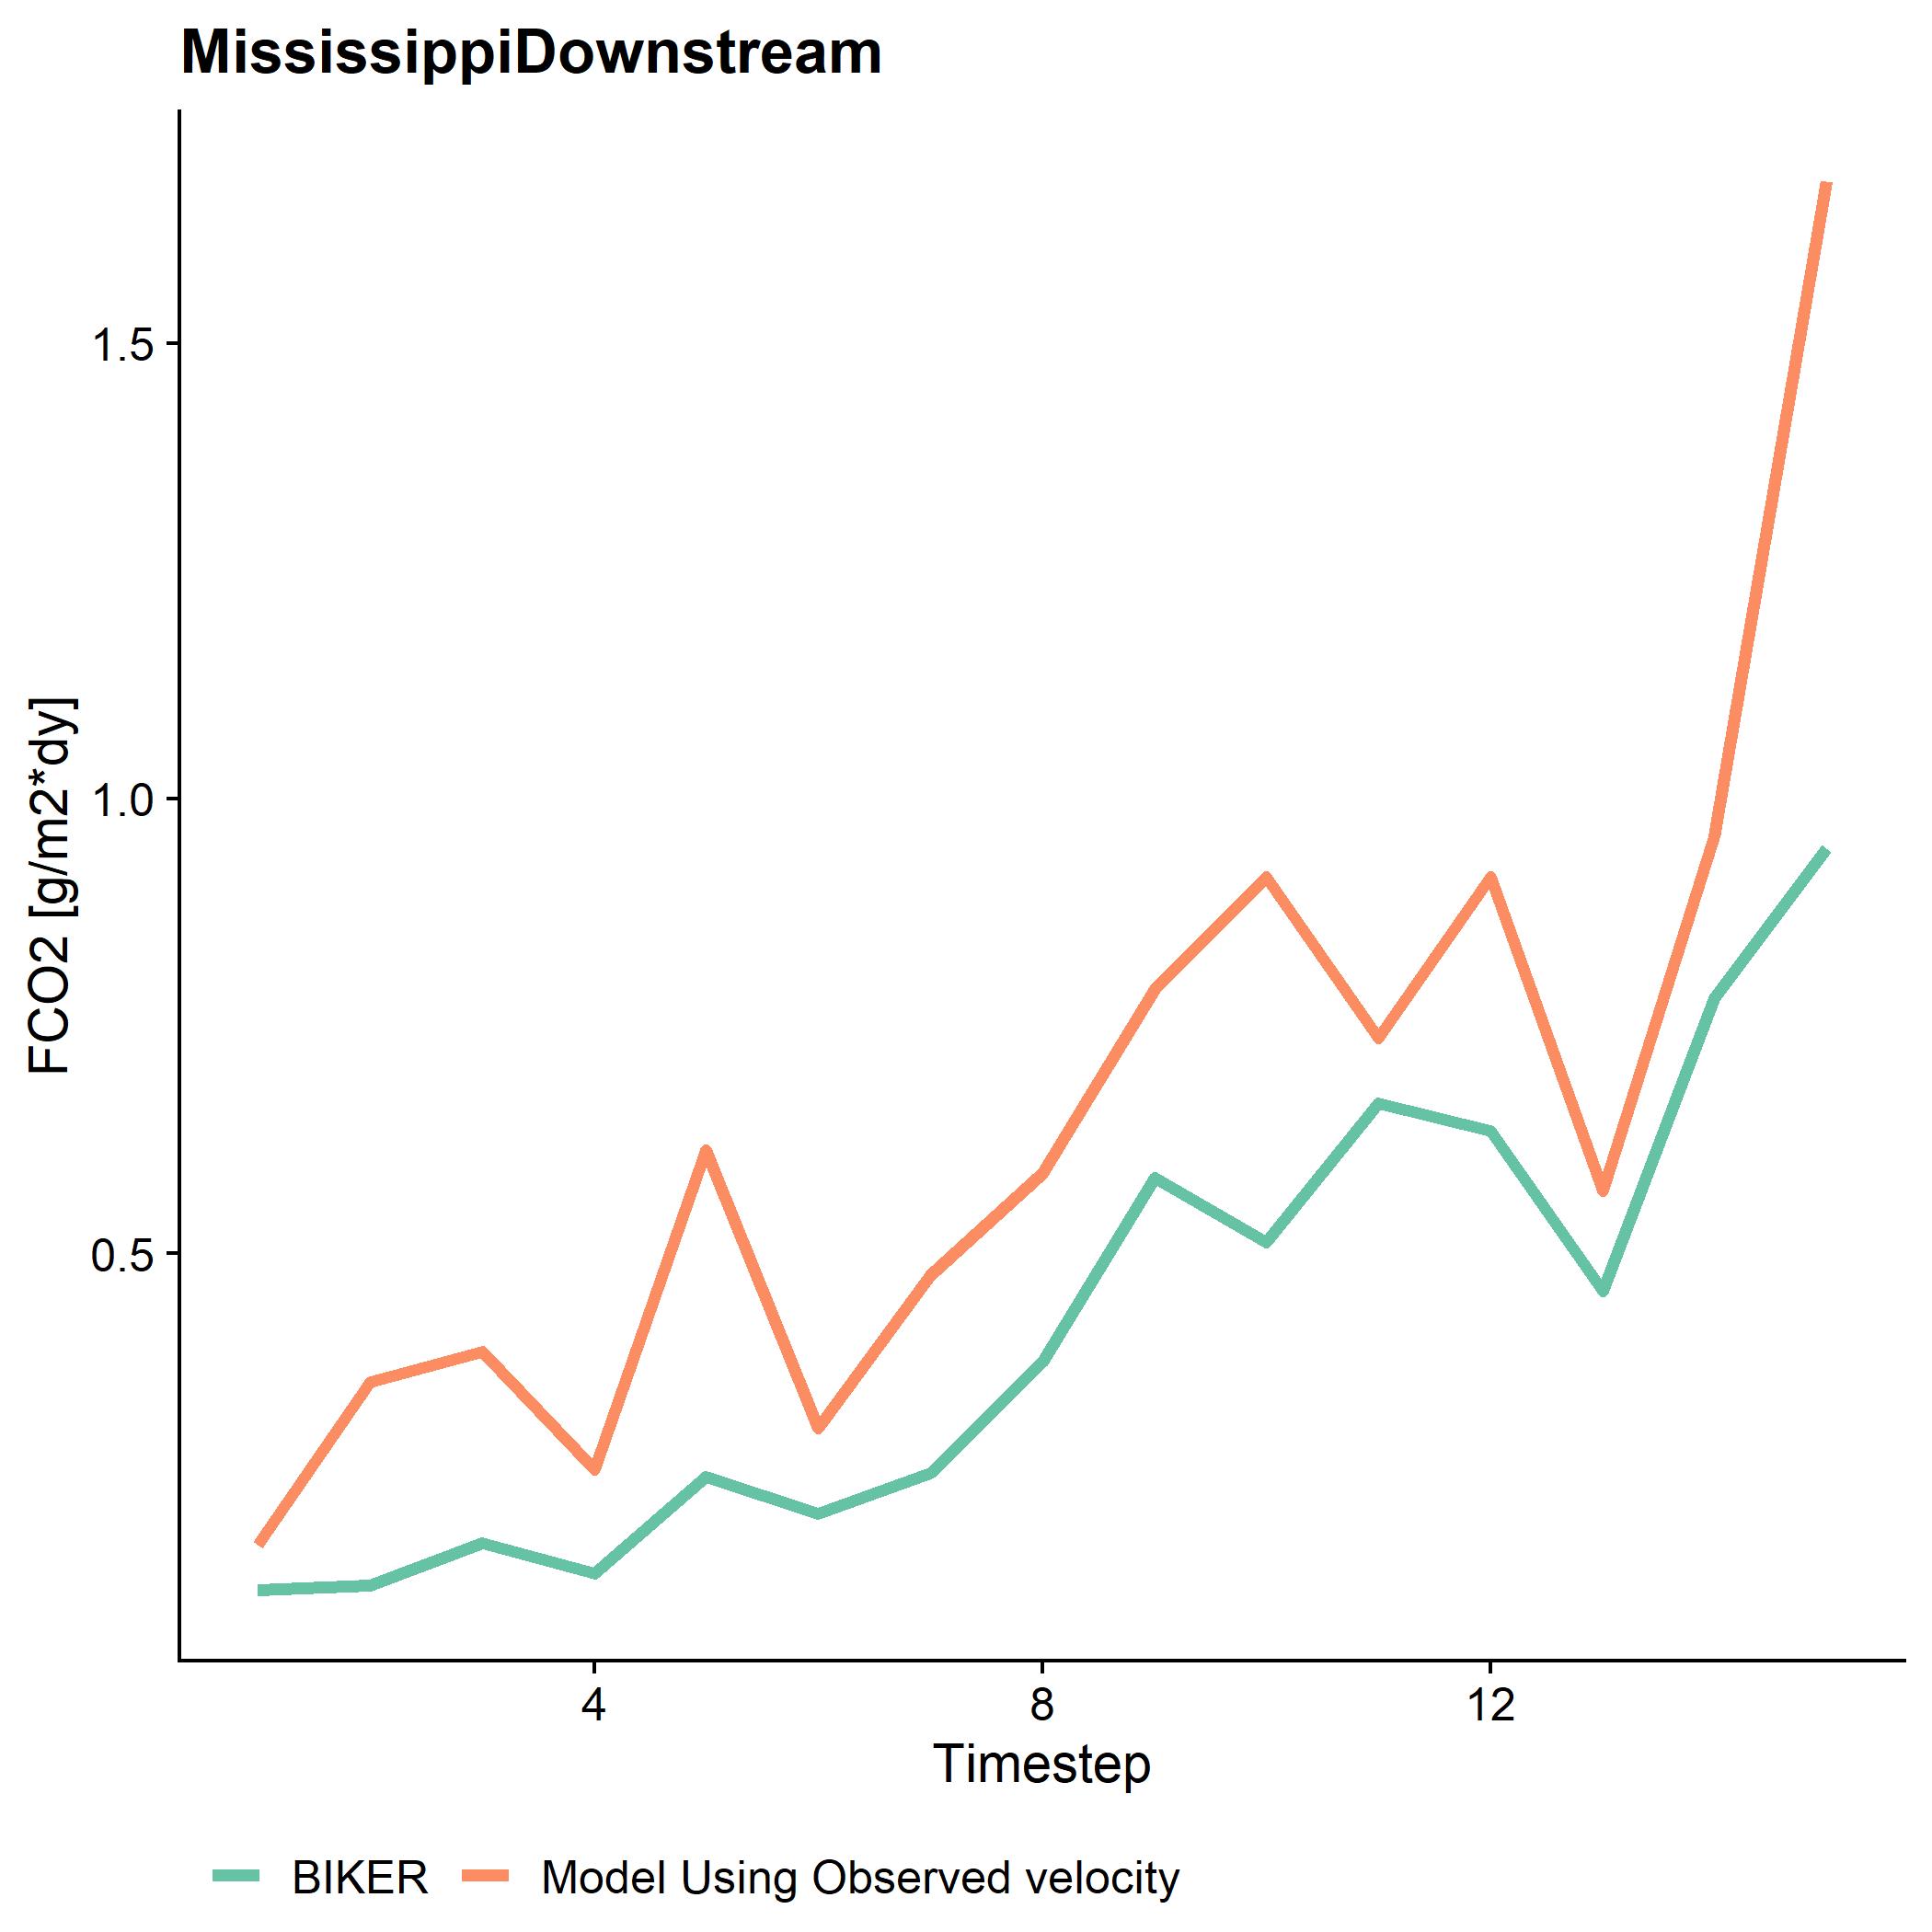 MississippiDownstream
FCO2 [g/m2*dy]
1.5
1.0
0.5
4 8 12
Timestep
BIKER Model Using Observed velocity